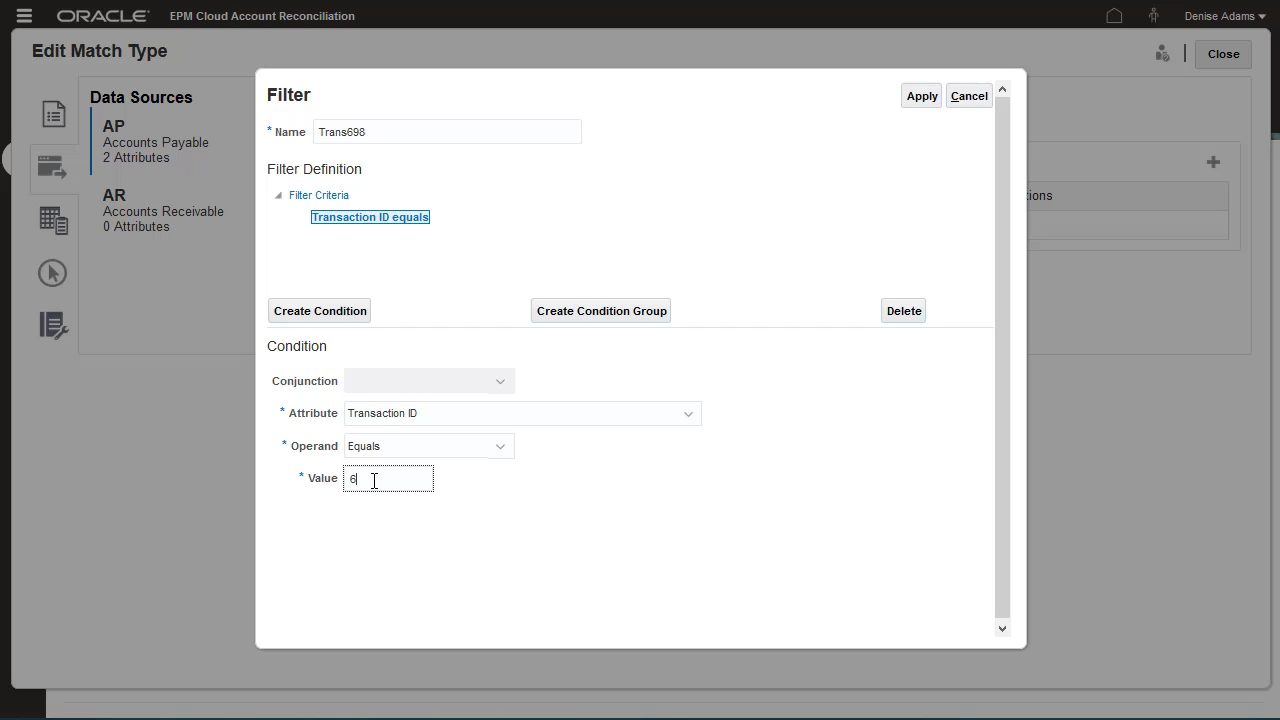 ORACLE® EPM Cloud Account Reconciliation Denise Adams
Edit Match Type Close
Data Sources
AP
Accounts Payable
2 Attributes
AR
Accounts Receivable
0 Attributes
Filter Apply Cancel
* Name Trans698
Filter Definition
Filter Criteria
Transaction ID equals
Create Condition Create Condition Group Delete
Condition
Conjunction
* Attribute Transaction ID
* Operand Equals
* Value 6